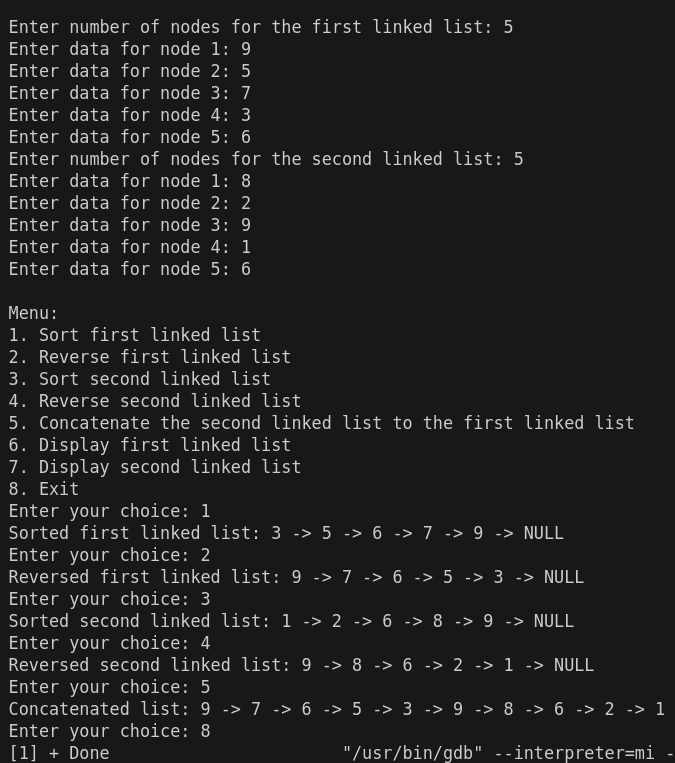 Enter number of nodes for the first linked list: 5
Enter data for node 1: 9
Enter data for node 2: 5
Enter data for node 3: 7
Enter data for node 4: 3
Enter data for node 5: 6
Enter number of nodes for the second linked list: 5
Enter data for node 1: 8
Enter data for node 2: 2
Enter data for node 3: 9
Enter data for node 4: 1
Enter data for node 5: 6
Menu:
1. Sort first linked list
2. Reverse first linked list
3. Sort second linked list
4. Reverse second linked list
5. Concatenate the second linked list to the first linked list
6. Display first linked list
7. Display second linked list
8. Exit
Enter your choice: 1
Sorted first linked list: 3 -> 5 -> 6 -> 7 -> 9 -> NULL
Enter your choice: 2
Reversed first linked list: 9 -> 7 -> 6 -> 5 -> 3 -> NULL
Enter your choice: 3
Sorted second linked list: 1 -> 2 -> 6 -> 8 -> 9 -> NULL
Enter your choice: 4
Reversed second linked list: 9 -> 8 -> 6 -> 2 -> 1 -> NULL
Enter your choice: 5
Concatenated list: 9 -> 7 -> 6 -> 5 -> 3 -> 9 -> 8 -> 6 -> 2 -> 1
Enter your choice: 8
[1] + Done                       "/usr/bin/gdb" --interpreter=mi -